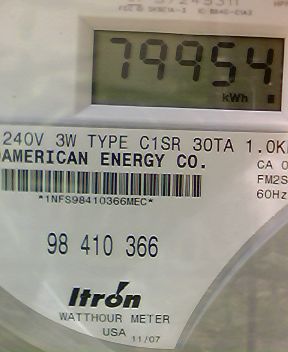 79954
kWh
240V 3W TYPE C1SR 30TA 1.0K
AMERICAN ENERGY CO.
CA 0
FM2S
60Hz
*1NFS98410366MEC*
98 410 366
Itrón
WATTHOUR METER
USA 11/07